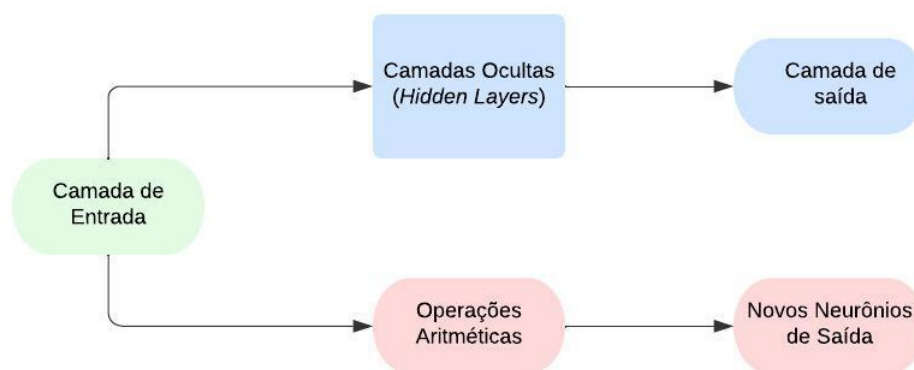 Camadas Ocultas
(Hidden Layers)
Camada de
saída
Camada de
Entrada
Operações
Aritméticas
Novos Neurônios
de Saída